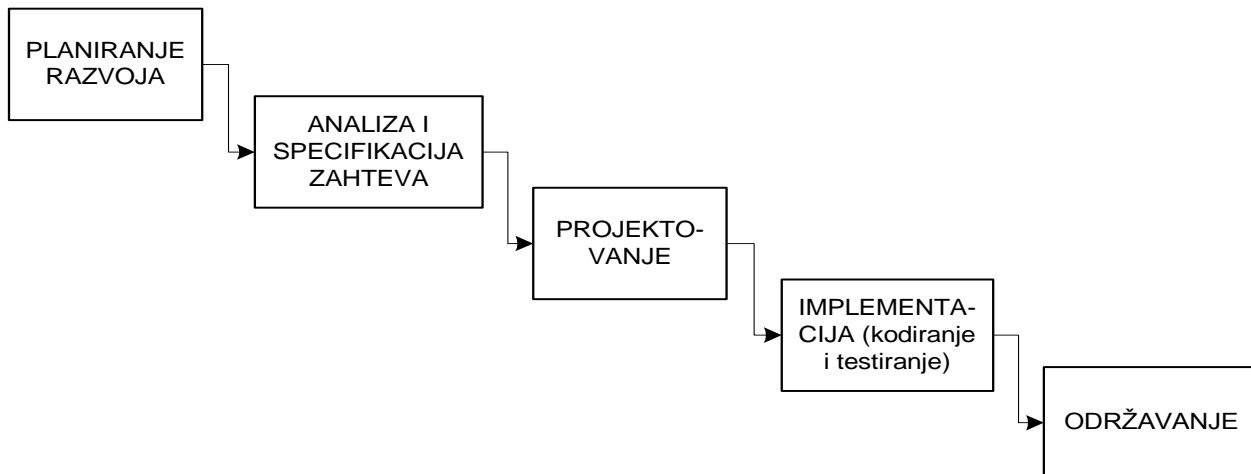 PLANIRANJE
RAZVOJA
ANALIZA I
SPECIFIKACIJA
ZAHTEVA
PROJEKTO-
VANJE
IMPLEMENTA-
CIJA (kodiranje
i testiranje)
ODRŽAVANJE